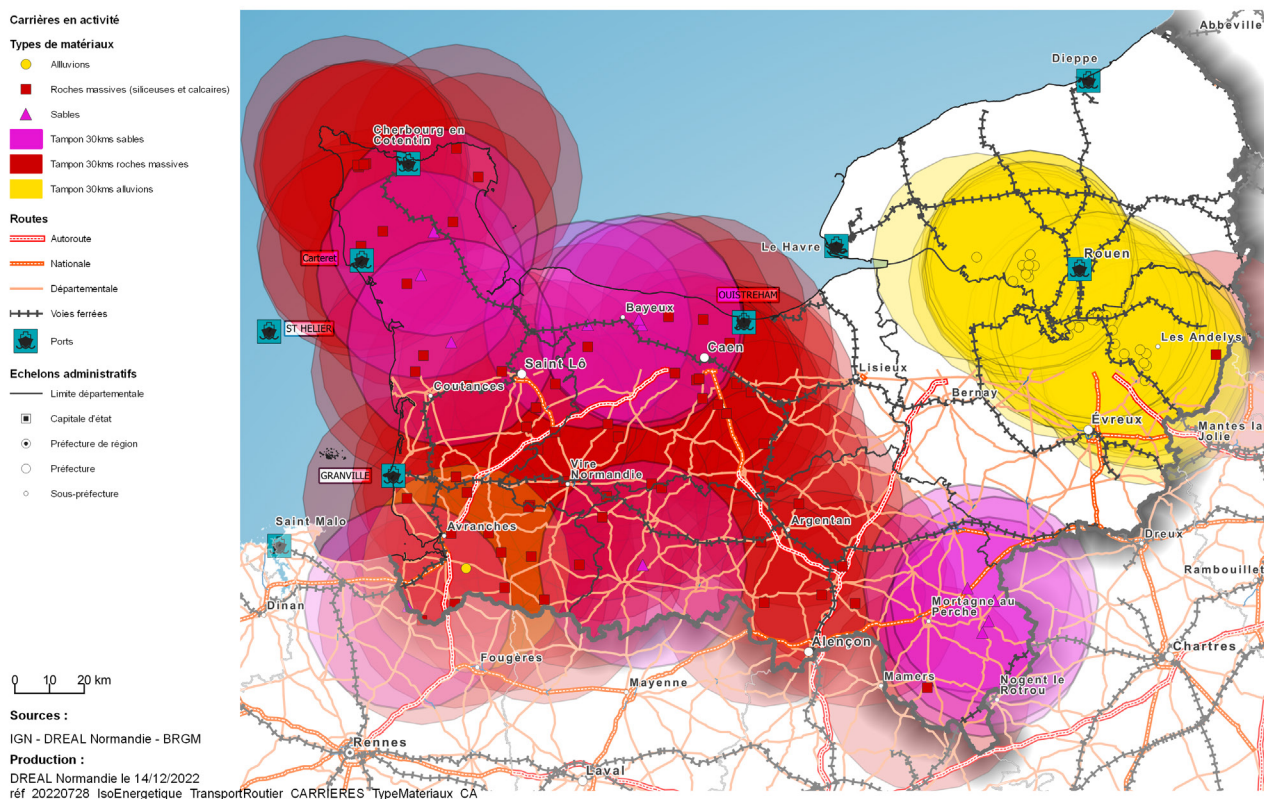 Carrières en activité
Types de matériaux
Allluvions
Roches massives (siliceuses et calcaires)
Sables
Tampon 30kms sables
Tampon 30kms roches massives
Tampon 30kms alluvions
Routes
Autoroute
Nationale
Départementale
Voies ferrées
Ports
Echelons administratifs
Limite départementale
Capitale d'état
Préfecture de région
Préfecture
Sous-préfecture
0 10 20 km
Sources :
IGN - DREAL Normandie - BRGM
Production :
DREAL Normandie le 14/12/2022
réf_20220728_IsoEnergetique_TransportRoutier_CARRIERES_TypeMateriaux_CA
Abbeville
Dieppe
Cherbourg en
Cotentin
Le Havre
Rouen
Carteret
OUISTREHAM
ST HELIER
Bayeux
Caen
Les Andelys
Saint Lô
Lisieux
Coutances
Bernay
Évreux
Mantes la
Jolie
GRANVILLE
Vire
Normandie
Saint Malo
Avranches
Argentan
Dreux
Rambouillet
Dinan
Mortagne au
Perche
Alençon
Chartres
Fougères
Mayenne
Mamers
Nogent le
Rotrou
Rennes
Laval